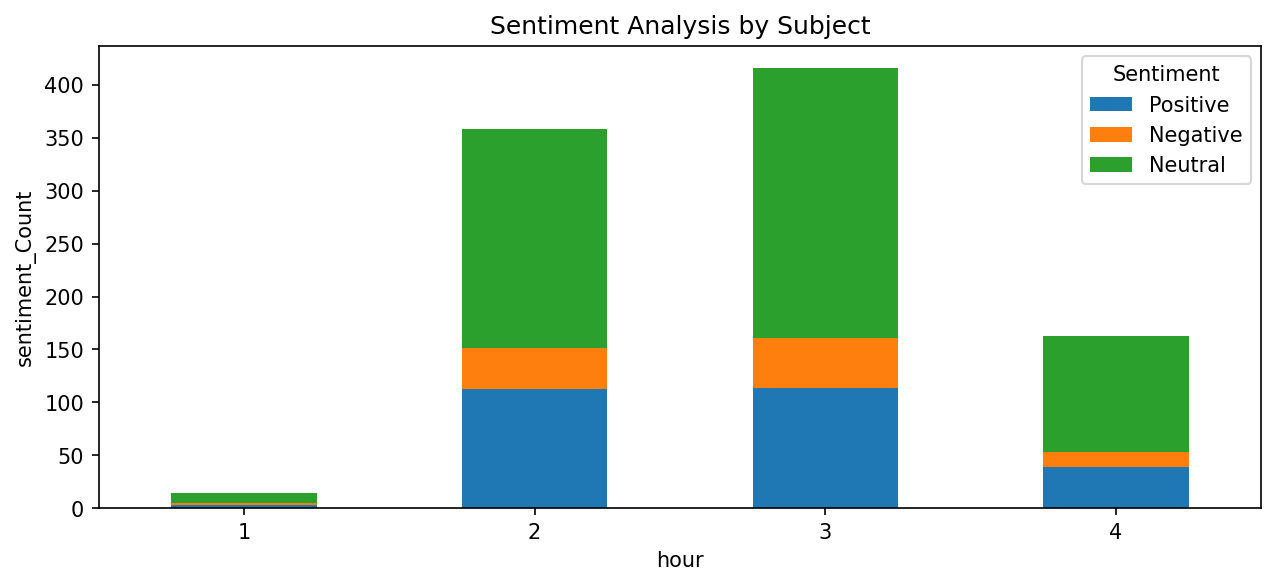 Sentiment Analysis by Subject
sentiment_Count
400
350
300
250
200
150
100
50
0
Sentiment
Positive
Negative
Neutral
1 2 3 4
hour